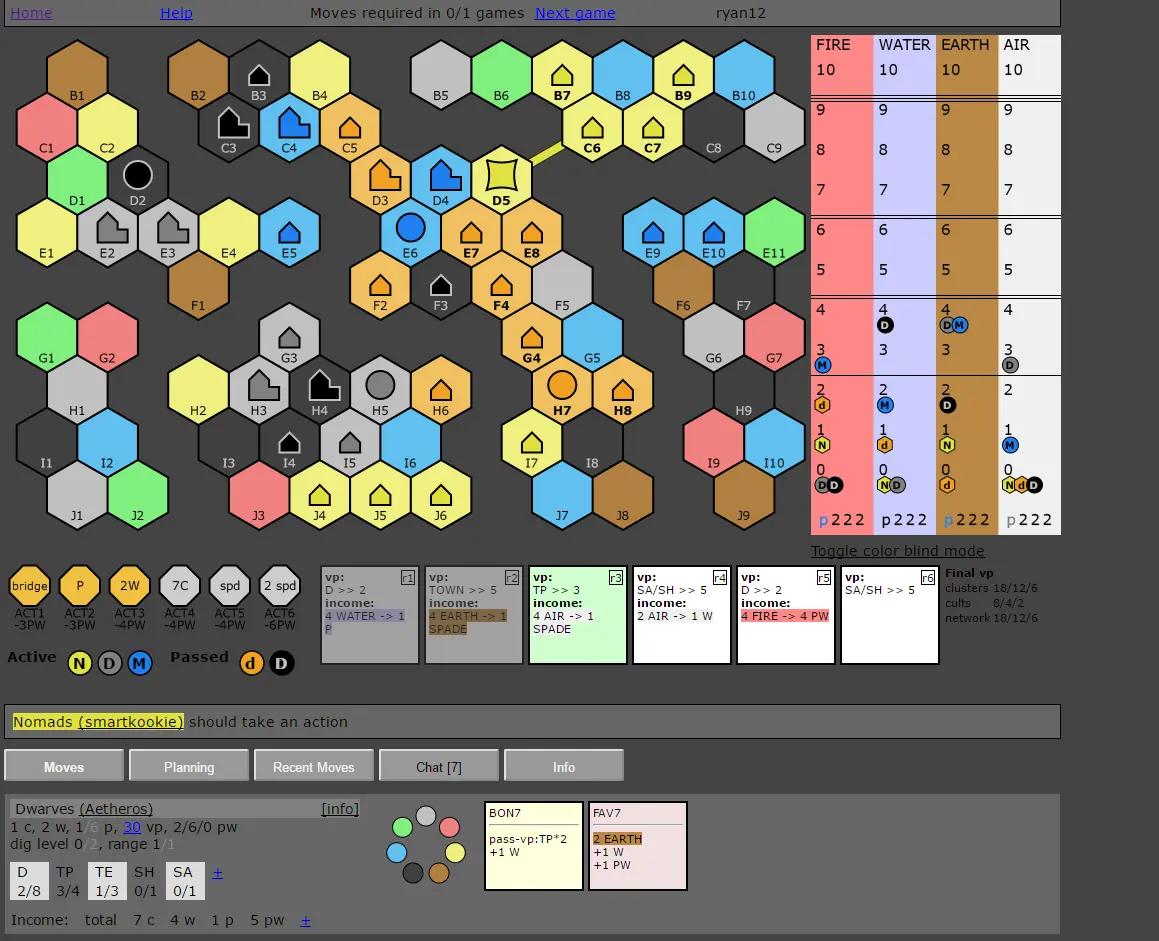 Home Help Moves required in 0/1 games Next game ryan12
B1 B2 B3 B4 B5 B6 B7 B8 B9 B10
C1 C2 C3 C4 C5 C6 C7 C8 C9
D1 D2 D3 D4 D5
E1 E2 E3 E4 E5 E6 E7 E8 E9 E10 E11
F1 F2 F3 F4 F5 F6 F7
G1 G2 G3 G4 G5 G6 G7
H1 H2 H3 H4 H5 H6 H7 H8 H9
I1 I2 I3 I4 I5 I6 I7 I8 I9 I10
J1 J2 J3 J4 J5 J6 J7 J8 J9
FIRE WATER EARTH AIR
10 10 10 10
9 9 9 9
8 8 8 8
7 7 7 7
6 6 6 6
5 5 5 5
4 4 4 4
D D M
3 3 3 3
M D
2 2 2 2
d M D
1 1 1 1
N d N M
0 0 0 0
D D N D d N d D
p 2 2 2 p 2 2 2 p 2 2 2 p 2 2 2
Toggle color blind mode
bridge P 2W 7C spd 2 spd
ACT1 ACT2 ACT3 ACT4 ACT5 ACT6
-3PW -3PW -4PW -4PW -4PW -6PW
Active N D M Passed d D
vp: r1
D >> 2
income:
4 WATER -> 1
P
vp: r2
TOWN >> 5
income:
4 EARTH -> 1
SPADE
vp: r3
TP >> 3
income:
4 AIR -> 1
SPADE
vp: r4
SA/SH >> 5
income:
2 AIR -> 1 W
vp: r5
D >> 2
income:
4 FIRE -> 4 PW
vp: r6
SA/SH >> 5
Final vp
clusters 18/12/6
cults 8/4/2
network 18/12/6
Nomads (smartkookie) should take an action
Moves Planning Recent Moves Chat [7] Info
Dwarves (Aetheros) [info]
1 c, 2 w, 1/6 p, 30 vp, 2/6/0 pw
dig level 0/2, range 1/1
D TP TE SH SA +
2/8 3/4 1/3 0/1 0/1
Income: total 7 c 4 w 1 p 5 pw +
BON7
pass-vp:TP*2
+1 W
FAV7
2 EARTH
+1 W
+1 PW